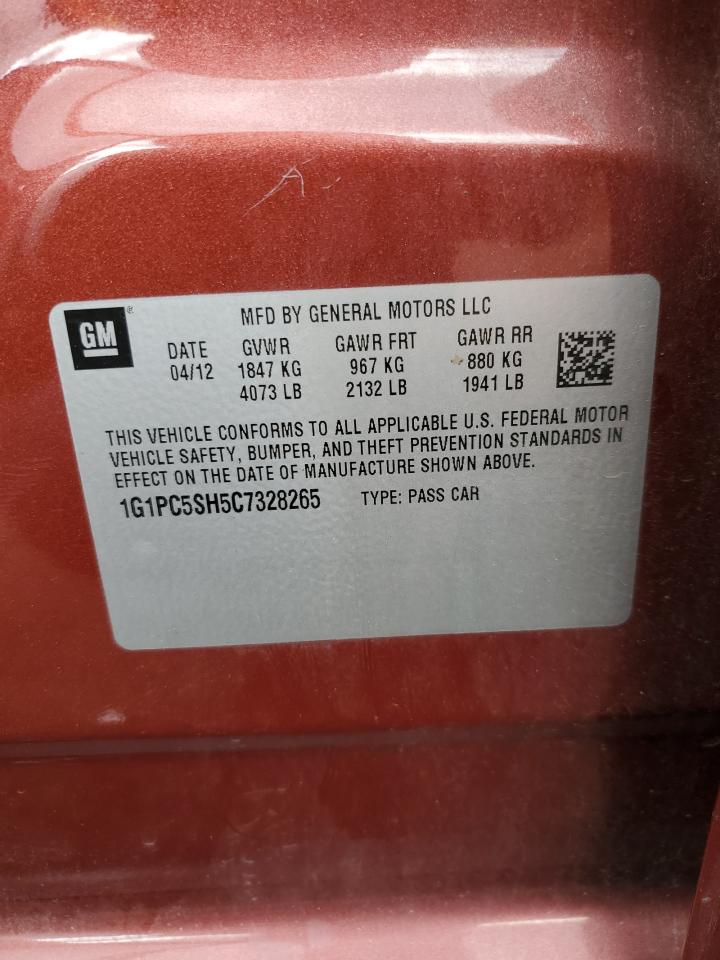 GM®
MFD BY GENERAL MOTORS LLC
DATE GVWR GAWR FRT GAWR RR
04/12 1847 KG 967 KG 880 KG
4073 LB 2132 LB 1941 LB
THIS VEHICLE CONFORMS TO ALL APPLICABLE U.S. FEDERAL MOTOR
VEHICLE SAFETY, BUMPER, AND THEFT PREVENTION STANDARDS IN
EFFECT ON THE DATE OF MANUFACTURE SHOWN ABOVE.
1G1PC5SH5C7328265 TYPE: PASS CAR